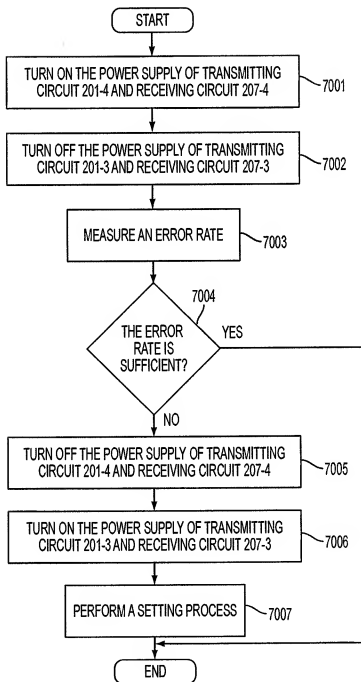 START
TURN ON THE POWER SUPPLY OF TRANSMITTING
CIRCUIT 201-4 AND RECEIVING CIRCUIT 207-4
7001
TURN OFF THE POWER SUPPLY OF TRANSMITTING
CIRCUIT 201-3 AND RECEIVING CIRCUIT 207-3
7002
MEASURE AN ERROR RATE
7003
7004
THE ERROR
RATE IS
SUFFICIENT?
YES
NO
TURN OFF THE POWER SUPPLY OF TRANSMITTING
CIRCUIT 201-4 AND RECEIVING CIRCUIT 207-4
7005
TURN ON THE POWER SUPPLY OF TRANSMITTING
CIRCUIT 201-3 AND RECEIVING CIRCUIT 207-3
7006
PERFORM A SETTING PROCESS
7007
END